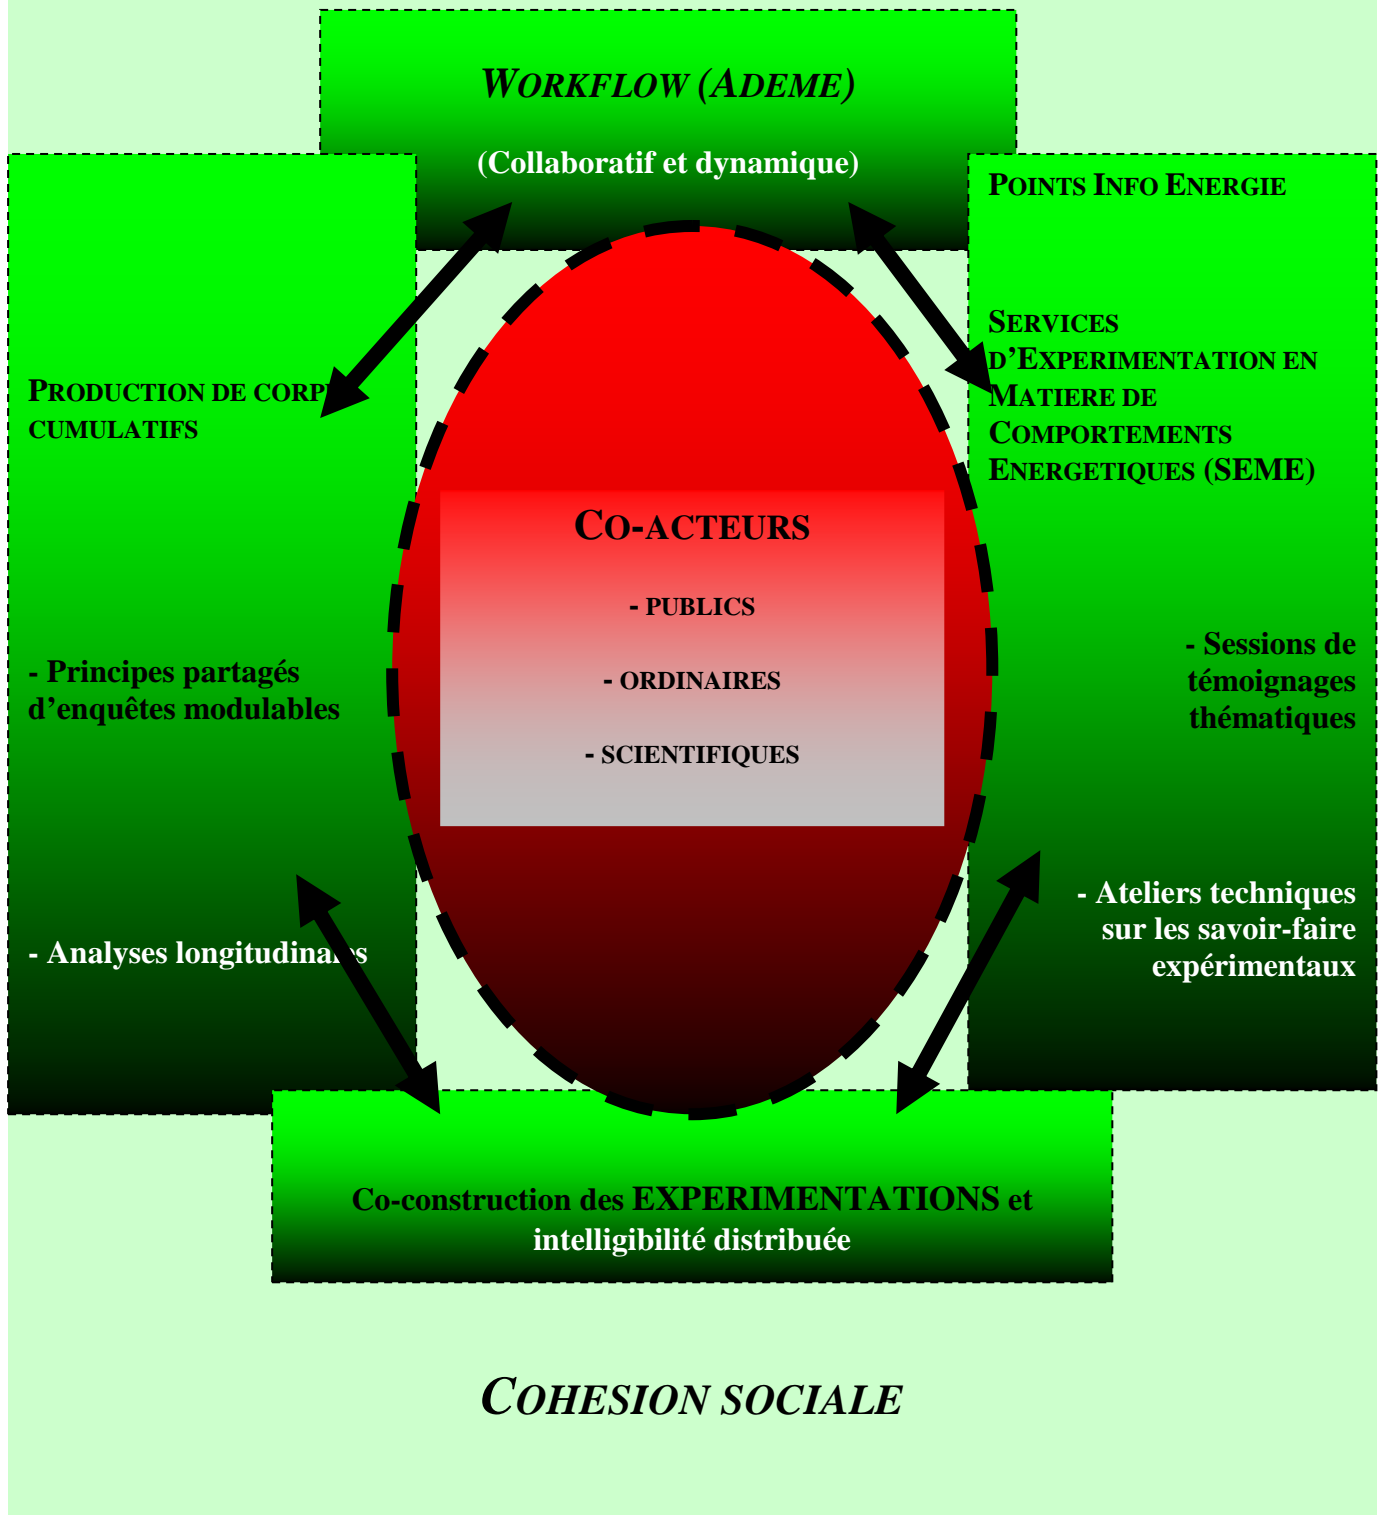 WORKFLOW (ADEME)
(Collaboratif et dynamique)
PRODUCTION DE
CUMULATIFS
- Principes partagés
d’enquêtes modulables
- Analyses
POINTS INFO ENERGIE
SERVICES
D’EXPERIMENTATION EN
MATIERE DE
COMPORTEMENTS
ENERGETIQUES (SEME)
- Sessions de
témoignages
thématiques
- Ateliers techniques
sur les savoir-faire
expérimentaux
CO-ACTEURS
- PUBLICS
- ORDINAIRES
- SCIENTIFIQUES
Co-construction des EXPERIMENTATIONS et
intelligibilité distribuée
COHESION SOCIALE